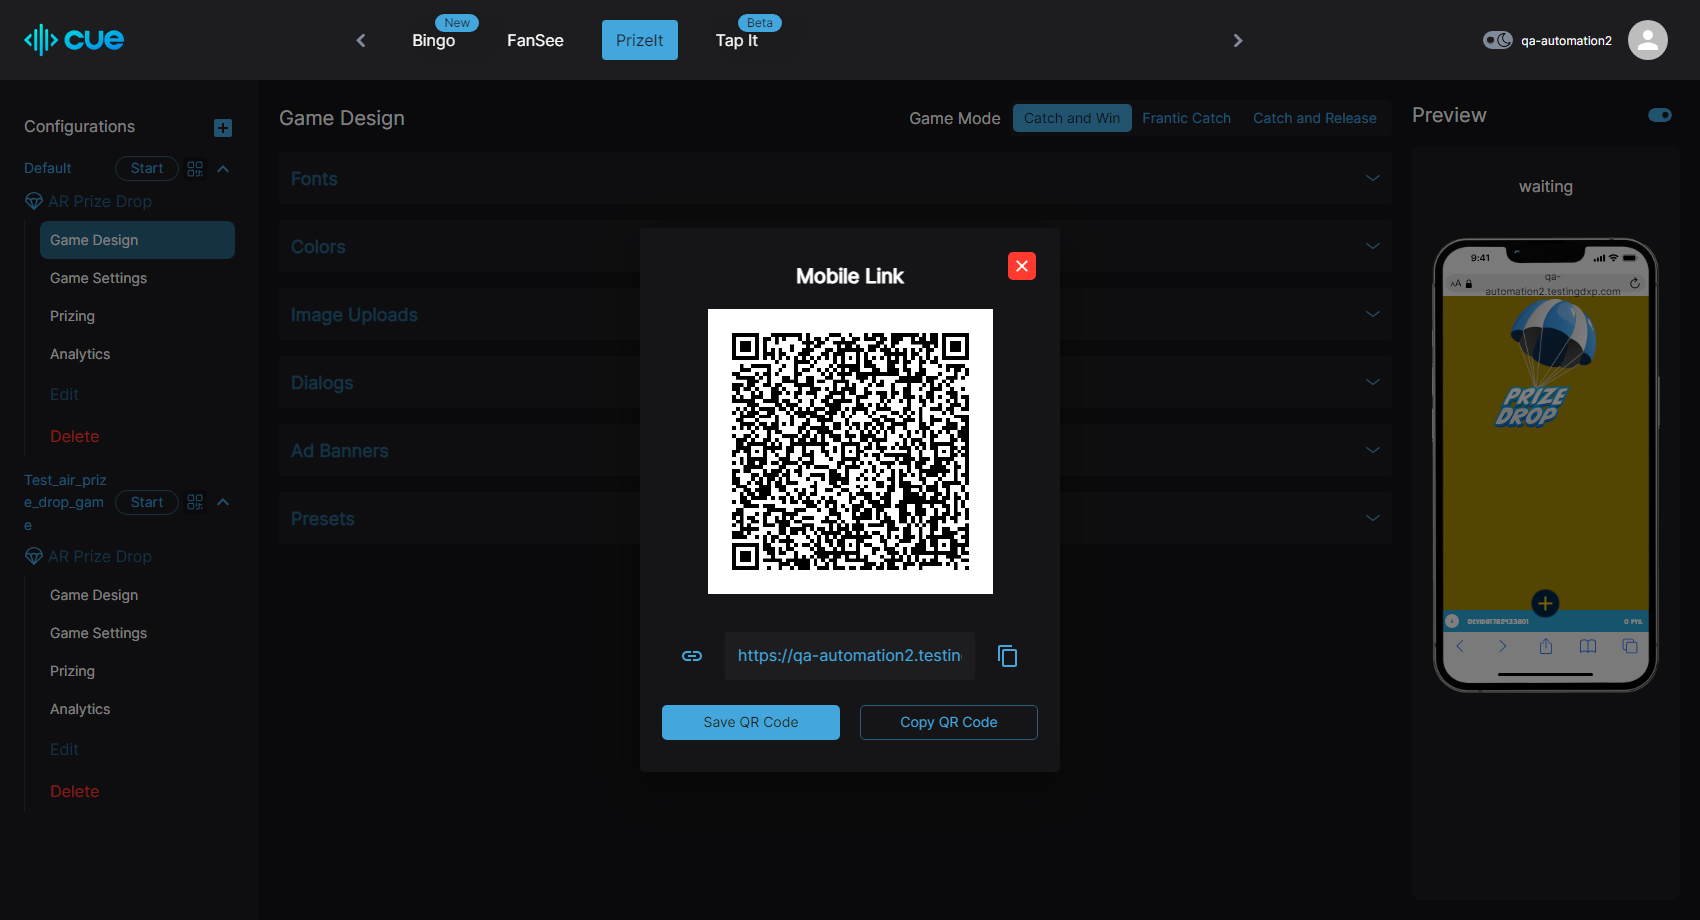 cue
New
Bingo
FanSee
PrizeIt
Beta
Tap It
qa-automation2
Configurations
Default
Start
AR Prize Drop
Game Design
Game Settings
Prizing
Analytics
Edit
Delete
Test_air_priz
e_drop_gam
e
Start
AR Prize Drop
Game Design
Game Settings
Prizing
Analytics
Edit
Delete
Game Design
Game Mode
Catch and Win
Frantic Catch
Catch and Release
Fonts
Colors
Image Uploads
Dialogs
Ad Banners
Presets
Mobile Link
https://qa-automation2.testin
Save QR Code
Copy QR Code
Preview
waiting
9:41
AA
qa-
automation2.testingdxp.com
PRIZE
DROP
0 PTS.